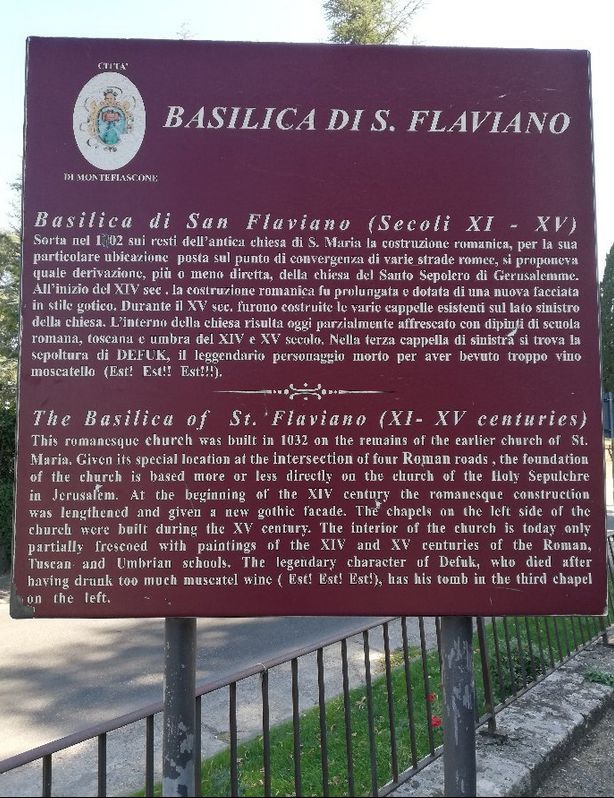 CITTA'
DI MONTEFIASCONE
BASILICA DI S. FLAVIANO
Basilica di San Flaviano (Secoli XI - XV)
Sorta nel sui resti dell'antica chiesa di S. Maria la costruzione romanica, per la sua
particolare ubicazione posta sul punto di convergenza di varie strade romee, si proponeva
quale derivazione, più o meno diretta, della chiesa del Santo Sepolcro di Gerusalemme.
All'inizio del XIV sec . la costruzione romanica fu prolungata e dotata di una nuova facciata
in stile gotico. Durante il XV sec. furono costruite le varie cappelle esistenti sul lato sinistro
della chiesa. L'interno della chiesa risulta oggi parzialmente affrescato con dipinti di scuola
romana, toscana e umbra del XIV e XV secolo. Nella terza cappella di sinistra si trova la
sepoltura di DEFUK, il leggendario personaggio morto per aver bevuto troppo vino
moscatello (Est! Est!! Est!!!).
The Basilica of St. Flaviano (XI- XV centuries)
This romanesque church was built in 1032 on the remains of the earlier church of St.
Maria. Given its special location at the intersection of four Roman roads , the foundation
of the church is based more or less directly on the church of the Holy Sepulchre
in Jerusalem. At the beginning of the XIV century the romanesque construction
was lengthened and given a new gothic facade. The chapels on the left side of the
church were built during the XV century. The interior of the church is today only
partially frescoed with paintings of the XIV and XV centuries of the Roman,
Tuscan and Umbrian schools. The legendary character of Defuk, who died after
having drunk too much muscatel wine ( Est! Est! Est!), has his tomb in the third chapel
on the left.